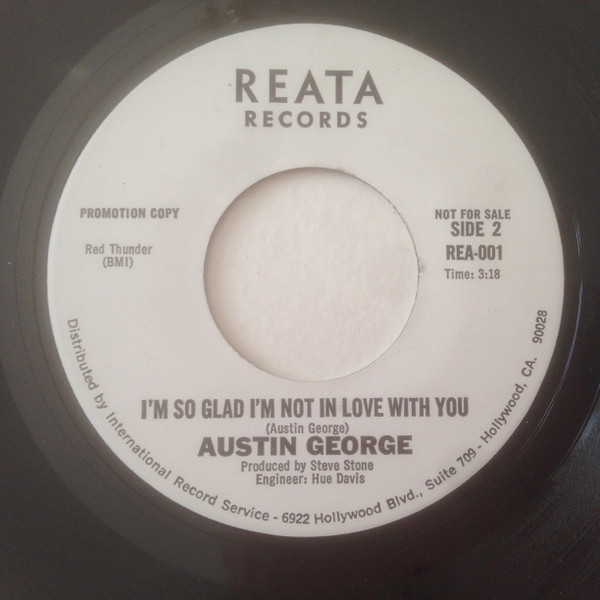 REATA
RECORDS
PROMOTION COPY
Red Thunder
(BMI)
NOT FOR SALE
SIDE 2
REA-001
Time: 3:18
I'M SO GLAD I'M NOT IN LOVE WITH YOU
(Austin George)
AUSTIN GEORGE
Produced by Steve Stone
Engineer: Hue Davis
Distributed by International Record Service - 6922 Hollywood Blvd., Suite 709 - Hollywood, CA. 90028